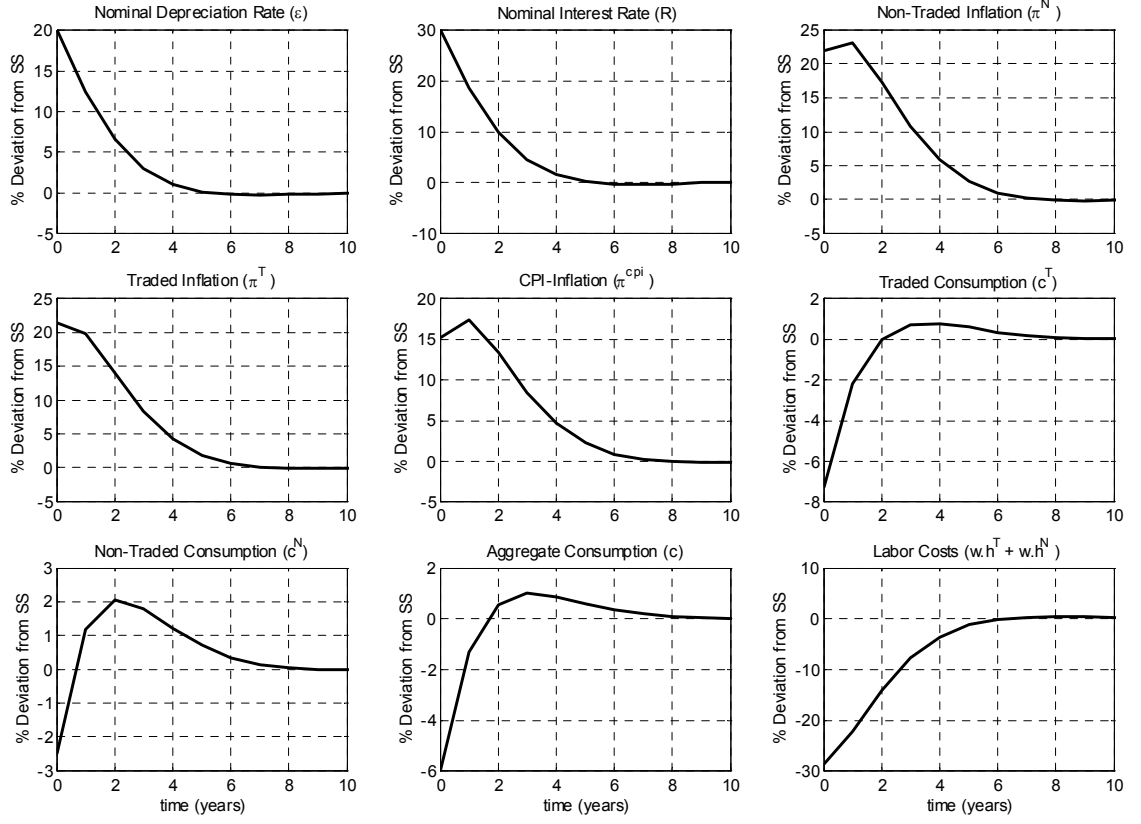 Nominal Depreciation Rate (ε)
% Deviation from SS
20
15
10
5
0
-5
0 2 4 6 8 10
Nominal Interest Rate (R)
% Deviation from SS
30
20
10
0
-10
0 2 4 6 8 10
Non-Traded Inflation (π^N)
% Deviation from SS
25
20
15
10
5
0
-5
0 2 4 6 8 10
Traded Inflation (π^T)
% Deviation from SS
25
20
15
10
5
0
-5
0 2 4 6 8 10
CPI-Inflation (π^cpi)
% Deviation from SS
20
15
10
5
0
-5
0 2 4 6 8 10
Traded Consumption (c^T)
% Deviation from SS
2
0
-2
-4
-6
-8
0 2 4 6 8 10
Non-Traded Consumption (c^N)
% Deviation from SS
3
2
1
0
-1
-2
-3
0 2 4 6 8 10
time (years)
Aggregate Consumption (c)
% Deviation from SS
2
0
-2
-4
-6
0 2 4 6 8 10
time (years)
Labor Costs (w.h^T + w.h^N)
% Deviation from SS
10
0
-10
-20
-30
0 2 4 6 8 10
time (years)